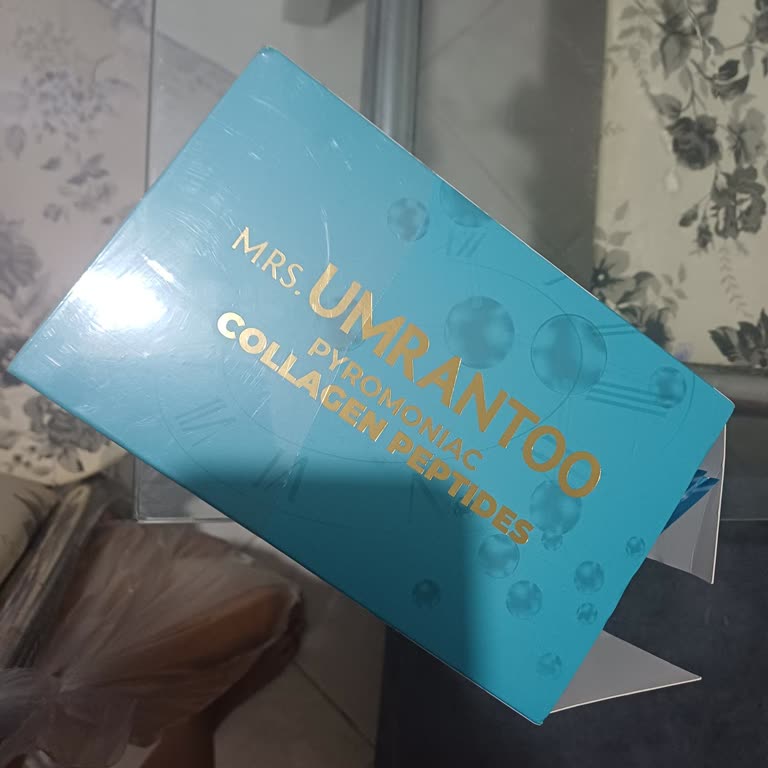 MRS. UMRANTOO
PYROMONIAC
COLLAGEN PEPTIDES